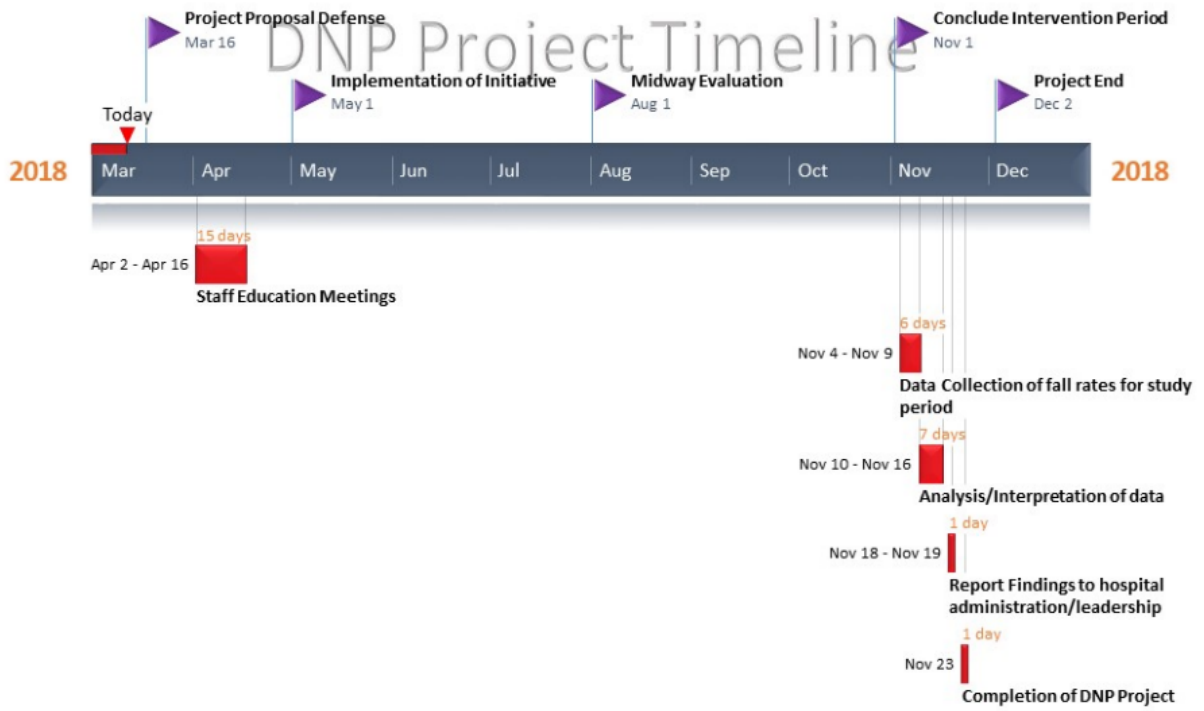 DNP Project Timeline
Project Proposal Defense
Mar 16
Conclude Intervention Period
Nov 1
Implementation of Initiative
May 1
Midway Evaluation
Aug 1
Project End
Dec 2
Today
2018 Mar Apr May Jun Jul Aug Sep Oct Nov Dec 2018
15 days
Apr 2 - Apr 16
Staff Education Meetings
6 days
Nov 4 - Nov 9
Data Collection of fall rates for study
period
7 days
Nov 10 - Nov 16
Analysis/Interpretation of data
1 day
Nov 18 - Nov 19
Report Findings to hospital
administration/leadership
1 day
Nov 23
Completion of DNP Project